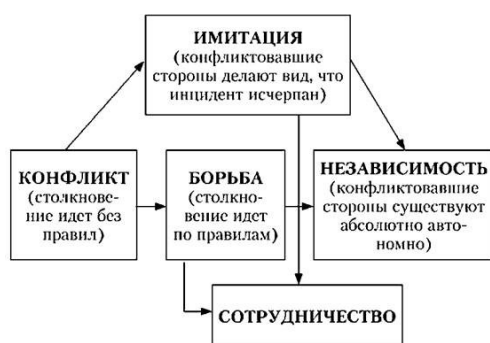 ИМИТАЦИЯ
(конфликтовавшие
стороны делают вид, что
инцидент исчерпан)
КОНФЛИКТ
(столкнове-
ние идет без
правил)
БОРЬБА
(столкно-
вение идет
по правилам)
НЕЗАВИСИМОСТЬ
(конфликтовавшие
стороны существуют
абсолютно авто-
номно)
СОТРУДНИЧЕСТВО